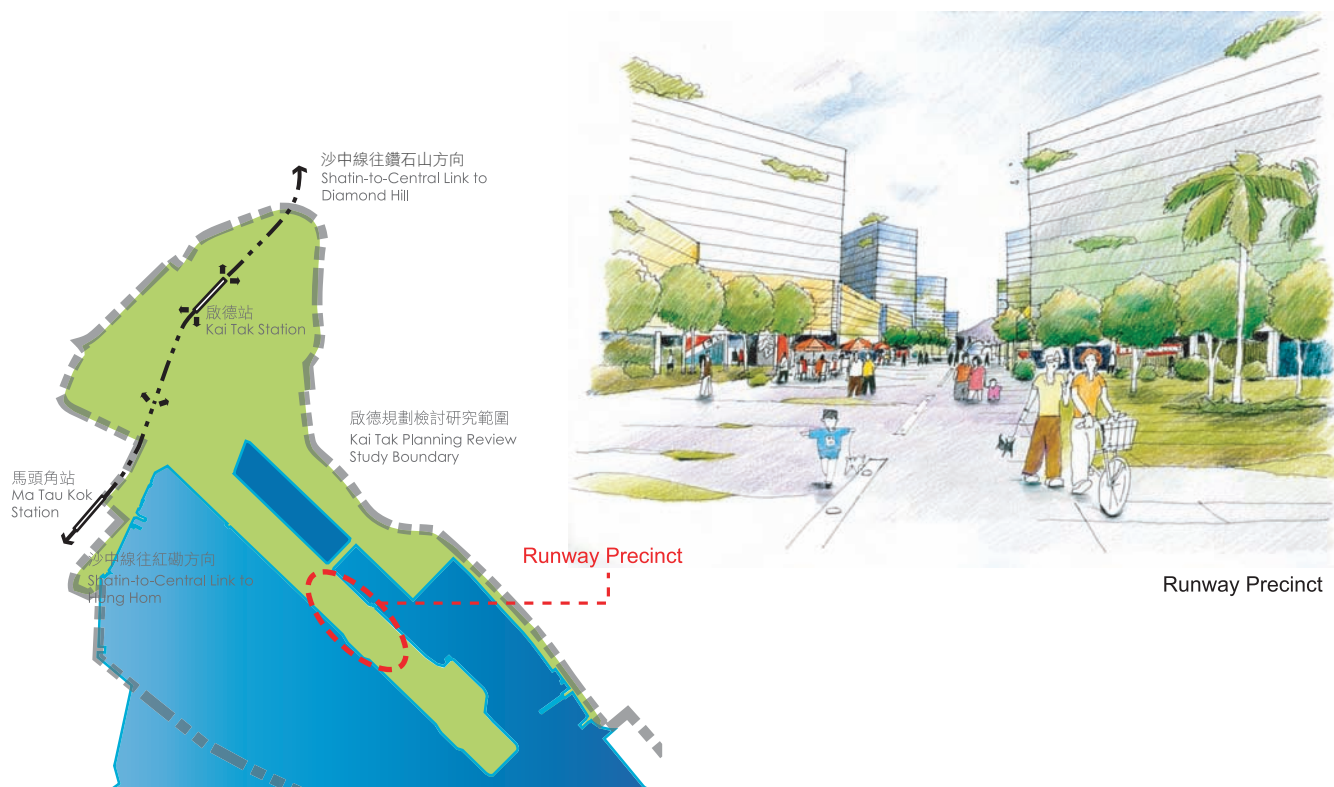 沙中線往鑽石山方向
Shatin-to-Central Link to
Diamond Hill
啟德站
Kai Tak Station
啟德規劃檢討研究範圍
Kai Tak Planning Review
Study Boundary
馬頭角站
Ma Tau Kok
Station
沙中線往紅磡方向
Shatin-to-Central Link to
Hung Hom
Runway Precinct
Runway Precinct